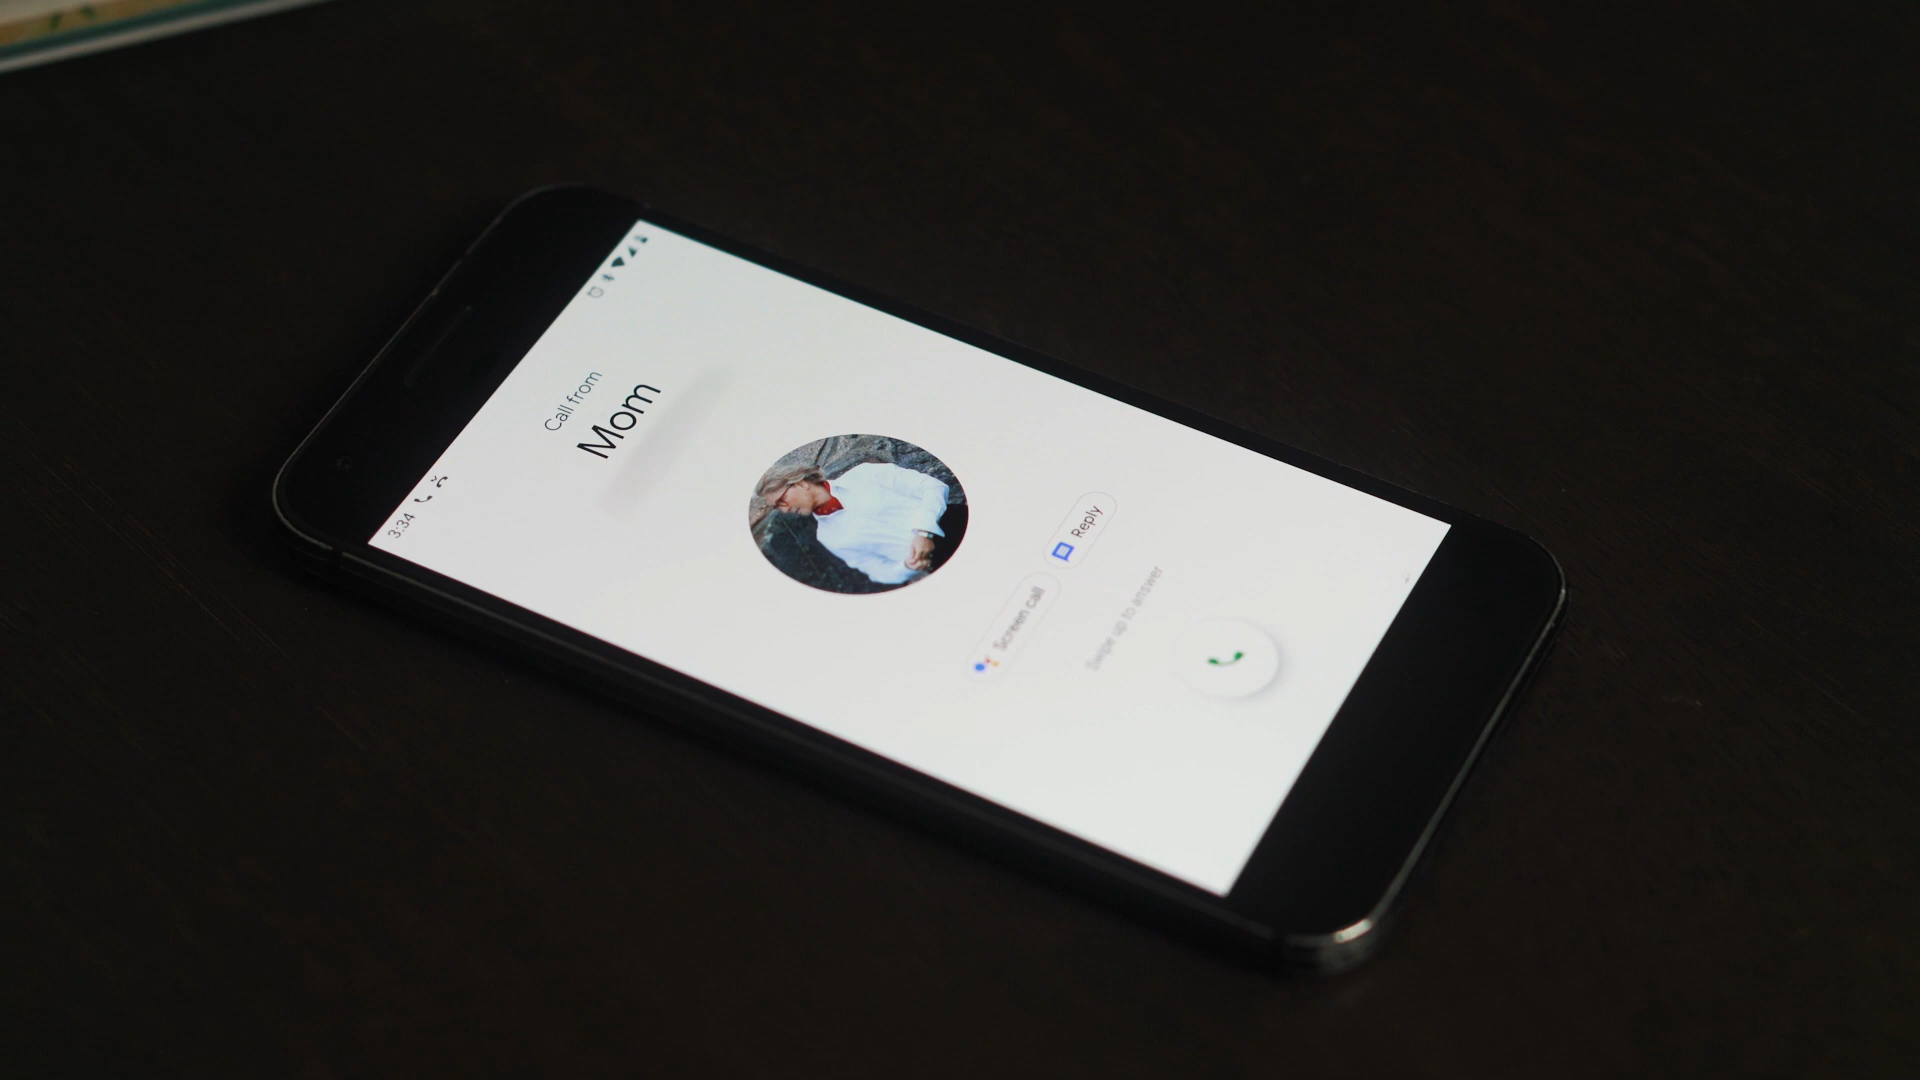 3:34
Call from
Mom
Screen call
Reply
Swipe up to answer